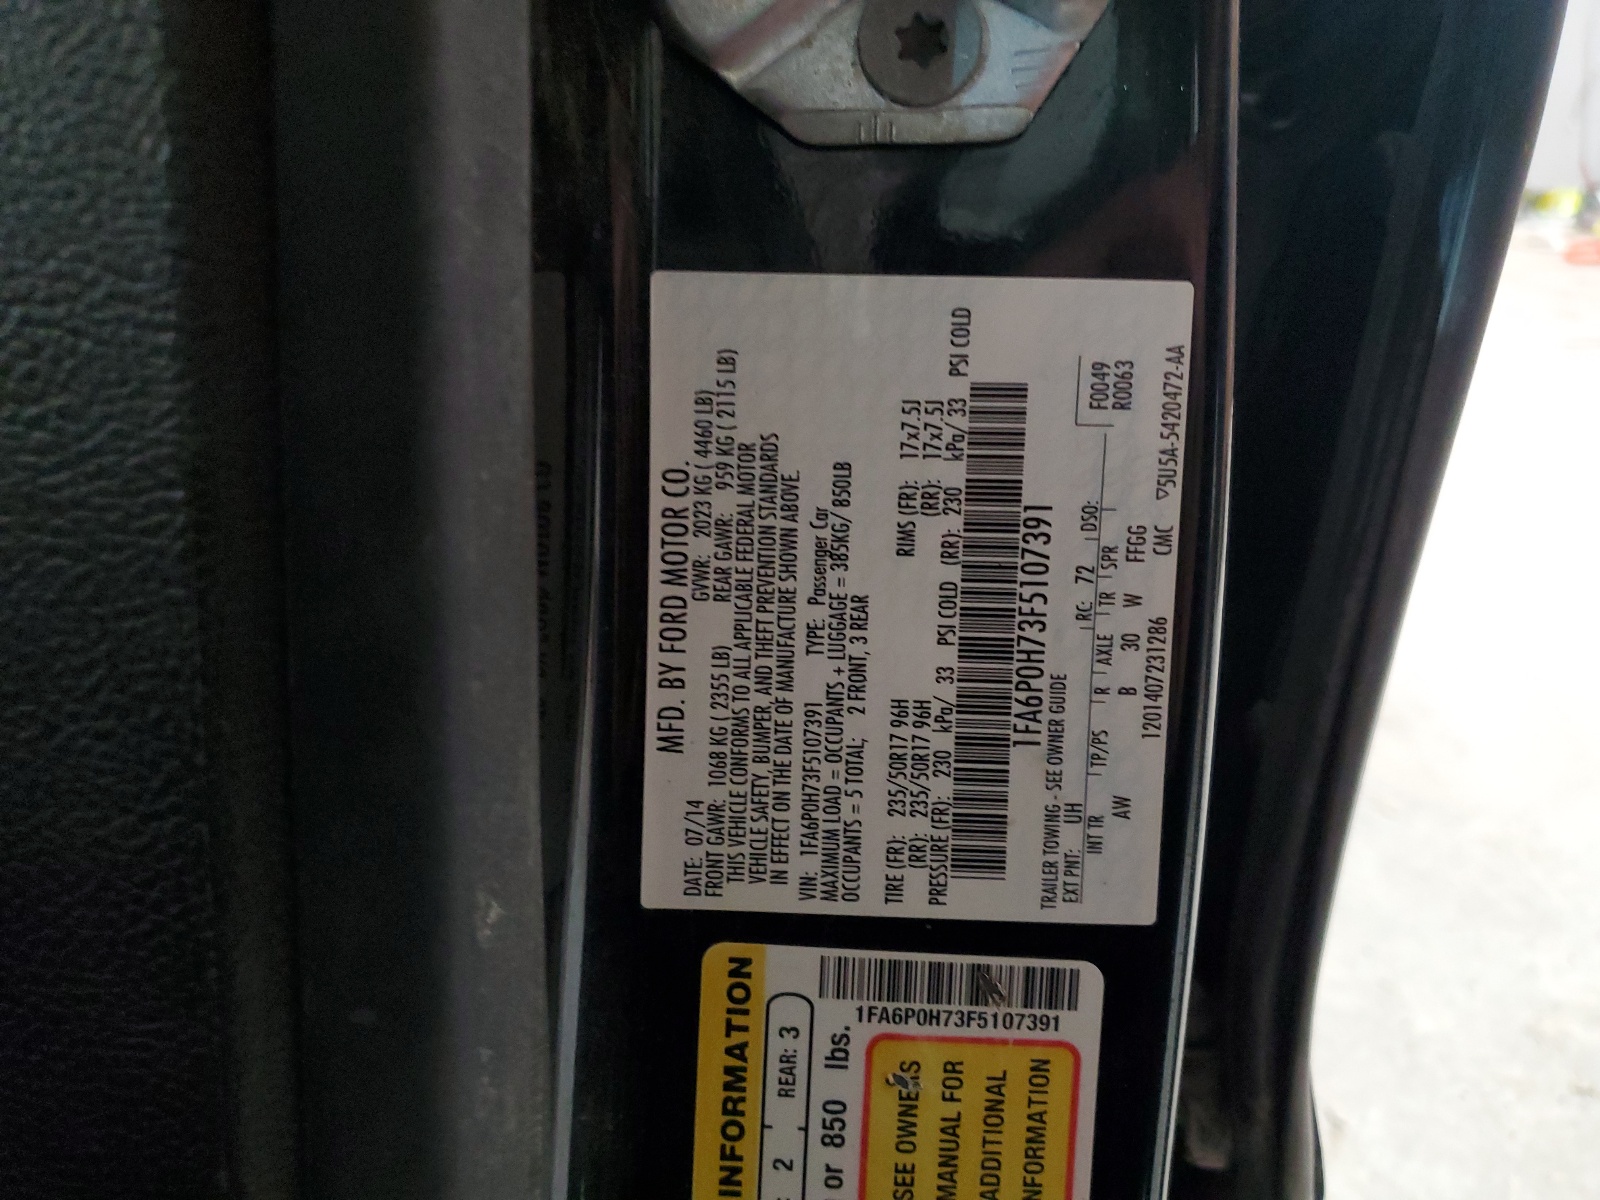 MFD. BY FORD MOTOR CO.
DATE: 07/14 GVWR: 2023 KG ( 4460 LB)
FRONT GAWR: 1068 KG ( 2355 LB) REAR GAWR: 959 KG ( 2115 LB)
THIS VEHICLE CONFORMS TO ALL APPLICABLE FEDERAL MOTOR
VEHICLE SAFETY, BUMPER, AND THEFT PREVENTION STANDARDS
IN EFFECT ON THE DATE OF MANUFACTURE SHOWN ABOVE.
VIN: 1FA6P0H73F5107391 TYPE: Passenger Car
MAXIMUM LOAD = OCCUPANTS + LUGGAGE = 385KG/ 850LB
OCCUPANTS = 5 TOTAL; 2 FRONT, 3 REAR
TIRE (FR): 235/50R17 96H RIMS (FR): 17x7.5J
(RR): 235/50R17 96H (RR): 17x7.5J
PRESSURE (FR): 230 kPa/ 33 PSI COLD (RR): 230 kPa/ 33 PSI COLD
1FA6P0H73F5107391
TRAILER TOWING - SEE OWNER GUIDE
EXT PNT: UH RC: 72 DSO: F0049
R0063
INT TR TP/PS R AXLE TR SPR
AW B 30 W FFGG
1201407231286 CMC ▽5U5A-5420472-AA
INFORMATION
2 REAR: 3
or 850 lbs.
1FA6P0H73F5107391
SEE OWNERS
MANUAL FOR
ADDITIONAL
INFORMATION